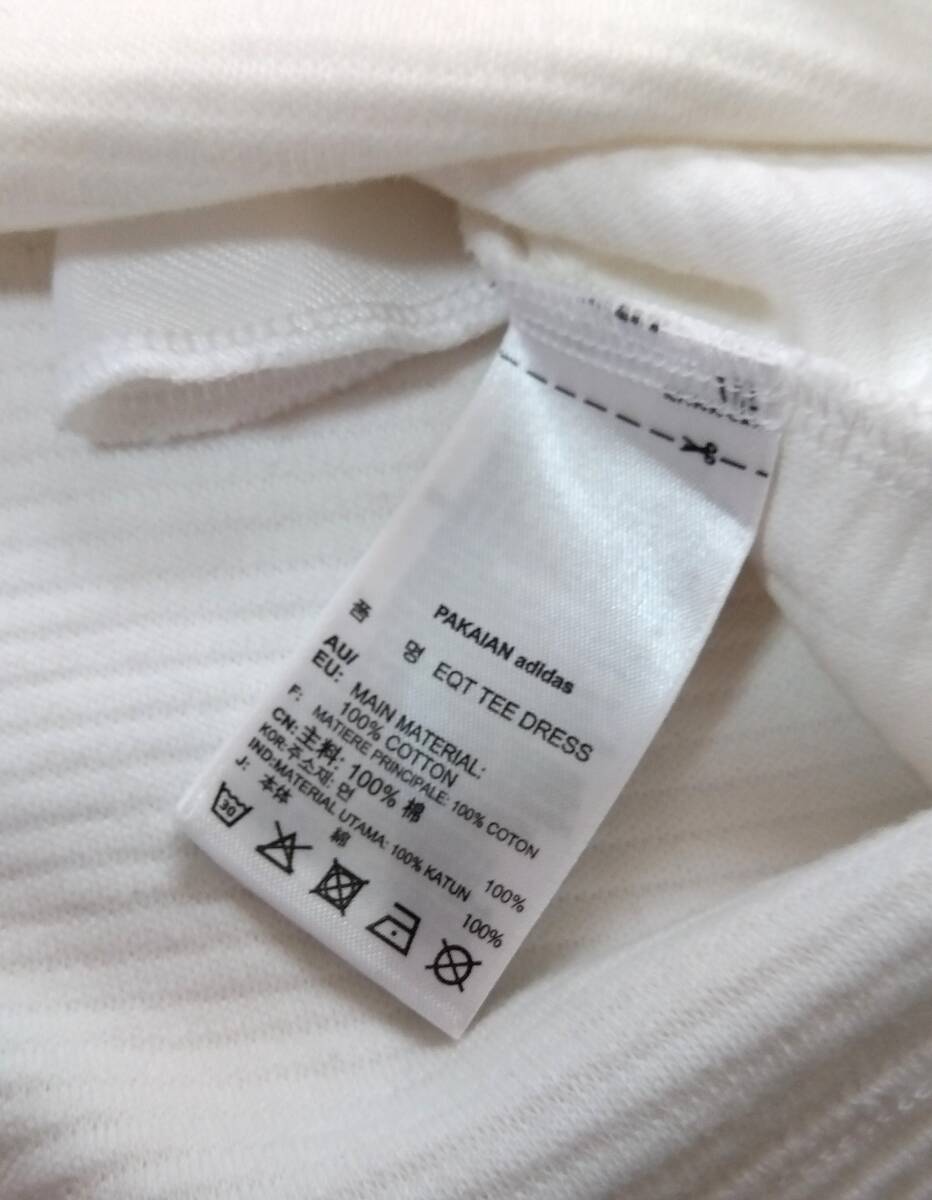 PAKAIAN adidas
품 명 EQT TEE DRESS
AU/
EU: MAIN MATERIAL:
100% COTTON
F: MATIERE PRINCIPALE: 100% COTON
CN: 主料: 100% 棉
KOR: 주소재: 면 100%
IND:MATERIAL UTAMA: 100% KATUN
J: 本体 綿 100%
30